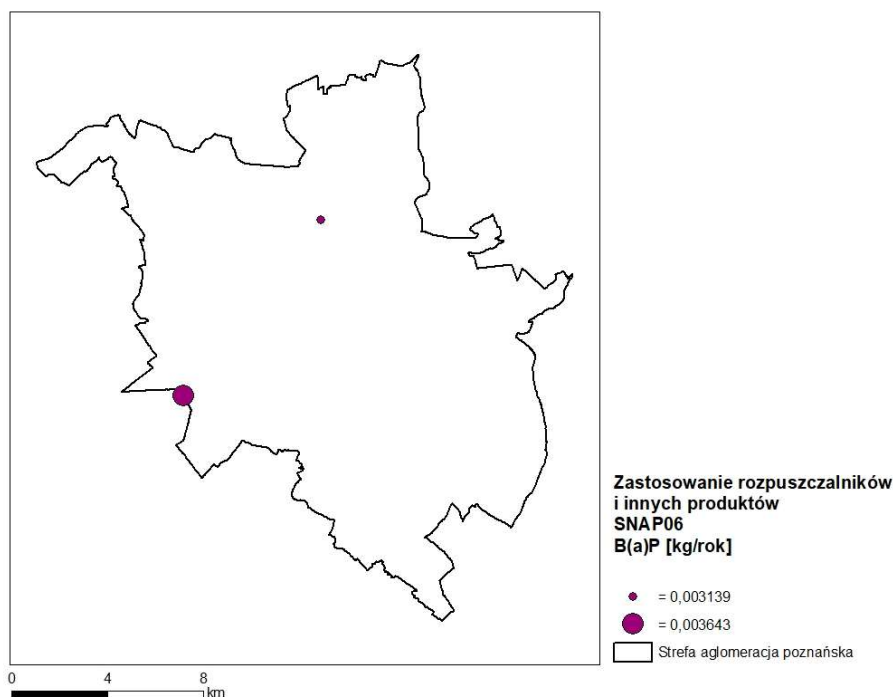 Zastosowanie rozpuszczalników
i innych produktów
SNAP06
B(a)P [kg/rok]
= 0,003139
= 0,003643
Strefa aglomeracja poznańska
0 4 8
km